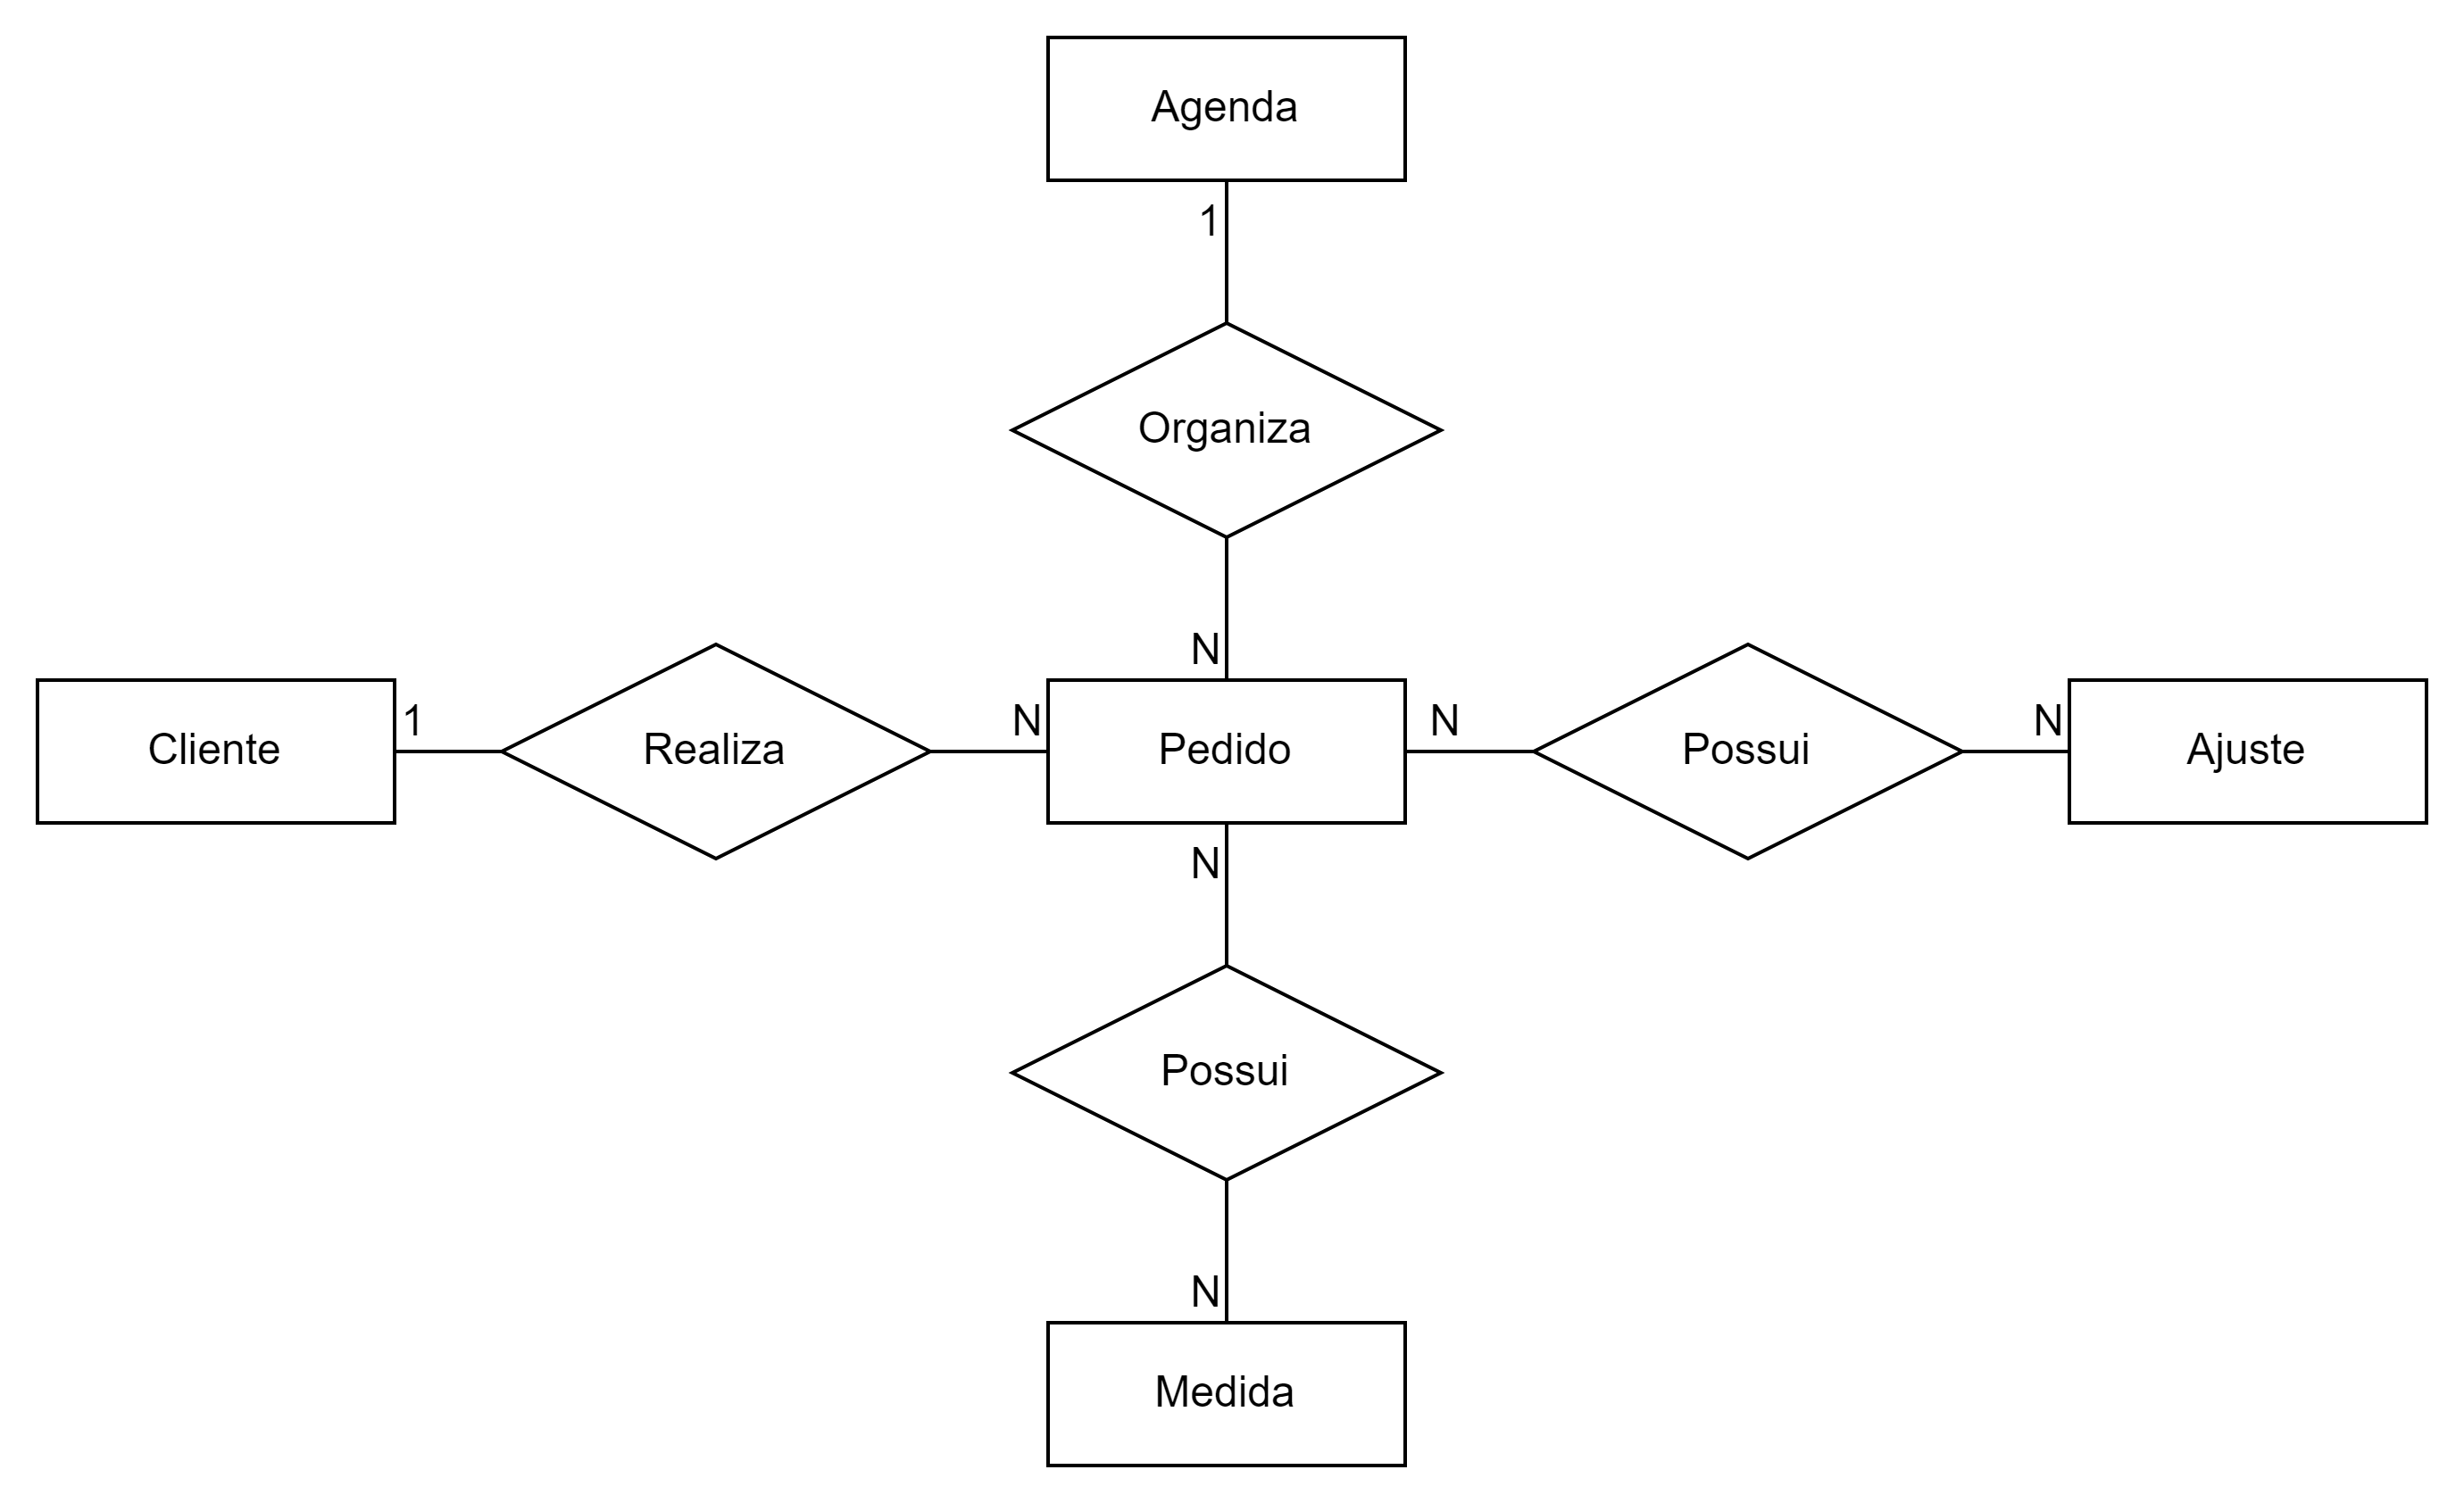 Agenda
1
Organiza
N
Cliente
1
Realiza
N
Pedido
N
Possui
N
Ajuste
N
Possui
N
Medida